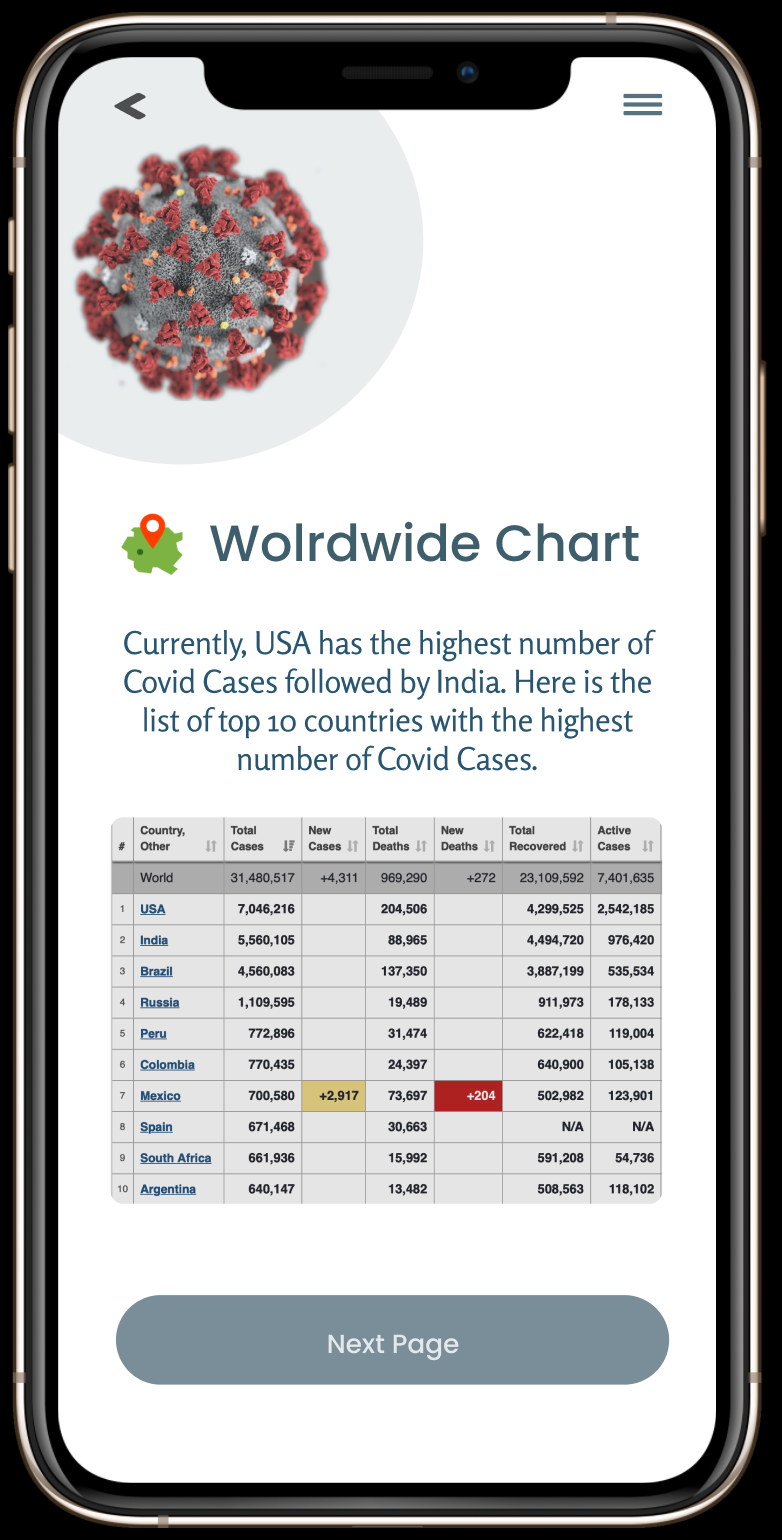 Wolrdwide Chart
Currently, USA has the highest number of
Covid Cases followed by India. Here is the
list of top 10 countries with the highest
number of Covid Cases.
# Country, Other Total Cases New Cases Total Deaths New Deaths Total Recovered Active Cases
World 31,480,517 +4,311 969,290 +272 23,109,592 7,401,635
1 USA 7,046,216 204,506 4,299,525 2,542,185
2 India 5,560,105 88,965 4,494,720 976,420
3 Brazil 4,560,083 137,350 3,887,199 535,534
4 Russia 1,109,595 19,489 911,973 178,133
5 Peru 772,896 31,474 622,418 119,004
6 Colombia 770,435 24,397 640,900 105,138
7 Mexico 700,580 +2,917 73,697 +204 502,982 123,901
8 Spain 671,468 30,663 N/A N/A
9 South Africa 661,936 15,992 591,208 54,736
10 Argentina 640,147 13,482 508,563 118,102
Next Page